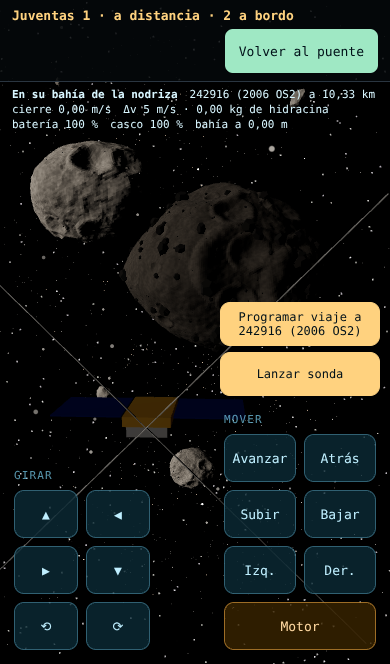 Juventas 1 · a distancia · 2 a bordo
Volver al puente
En su bahía de la nodriza 242916 (2006 OS2) a 10,33 km
cierre 0,00 m/s Δv 5 m/s · 0,00 kg de hidracina
batería 100 % casco 100 % bahía a 0,00 m
Programar viaje a
242916 (2006 OS2)
Lanzar sonda
MOVER
Avanzar
Atrás
GIRAR
▲
◀
Subir
Bajar
▶
▼
Izq.
Der.
⟲
⟳
Motor